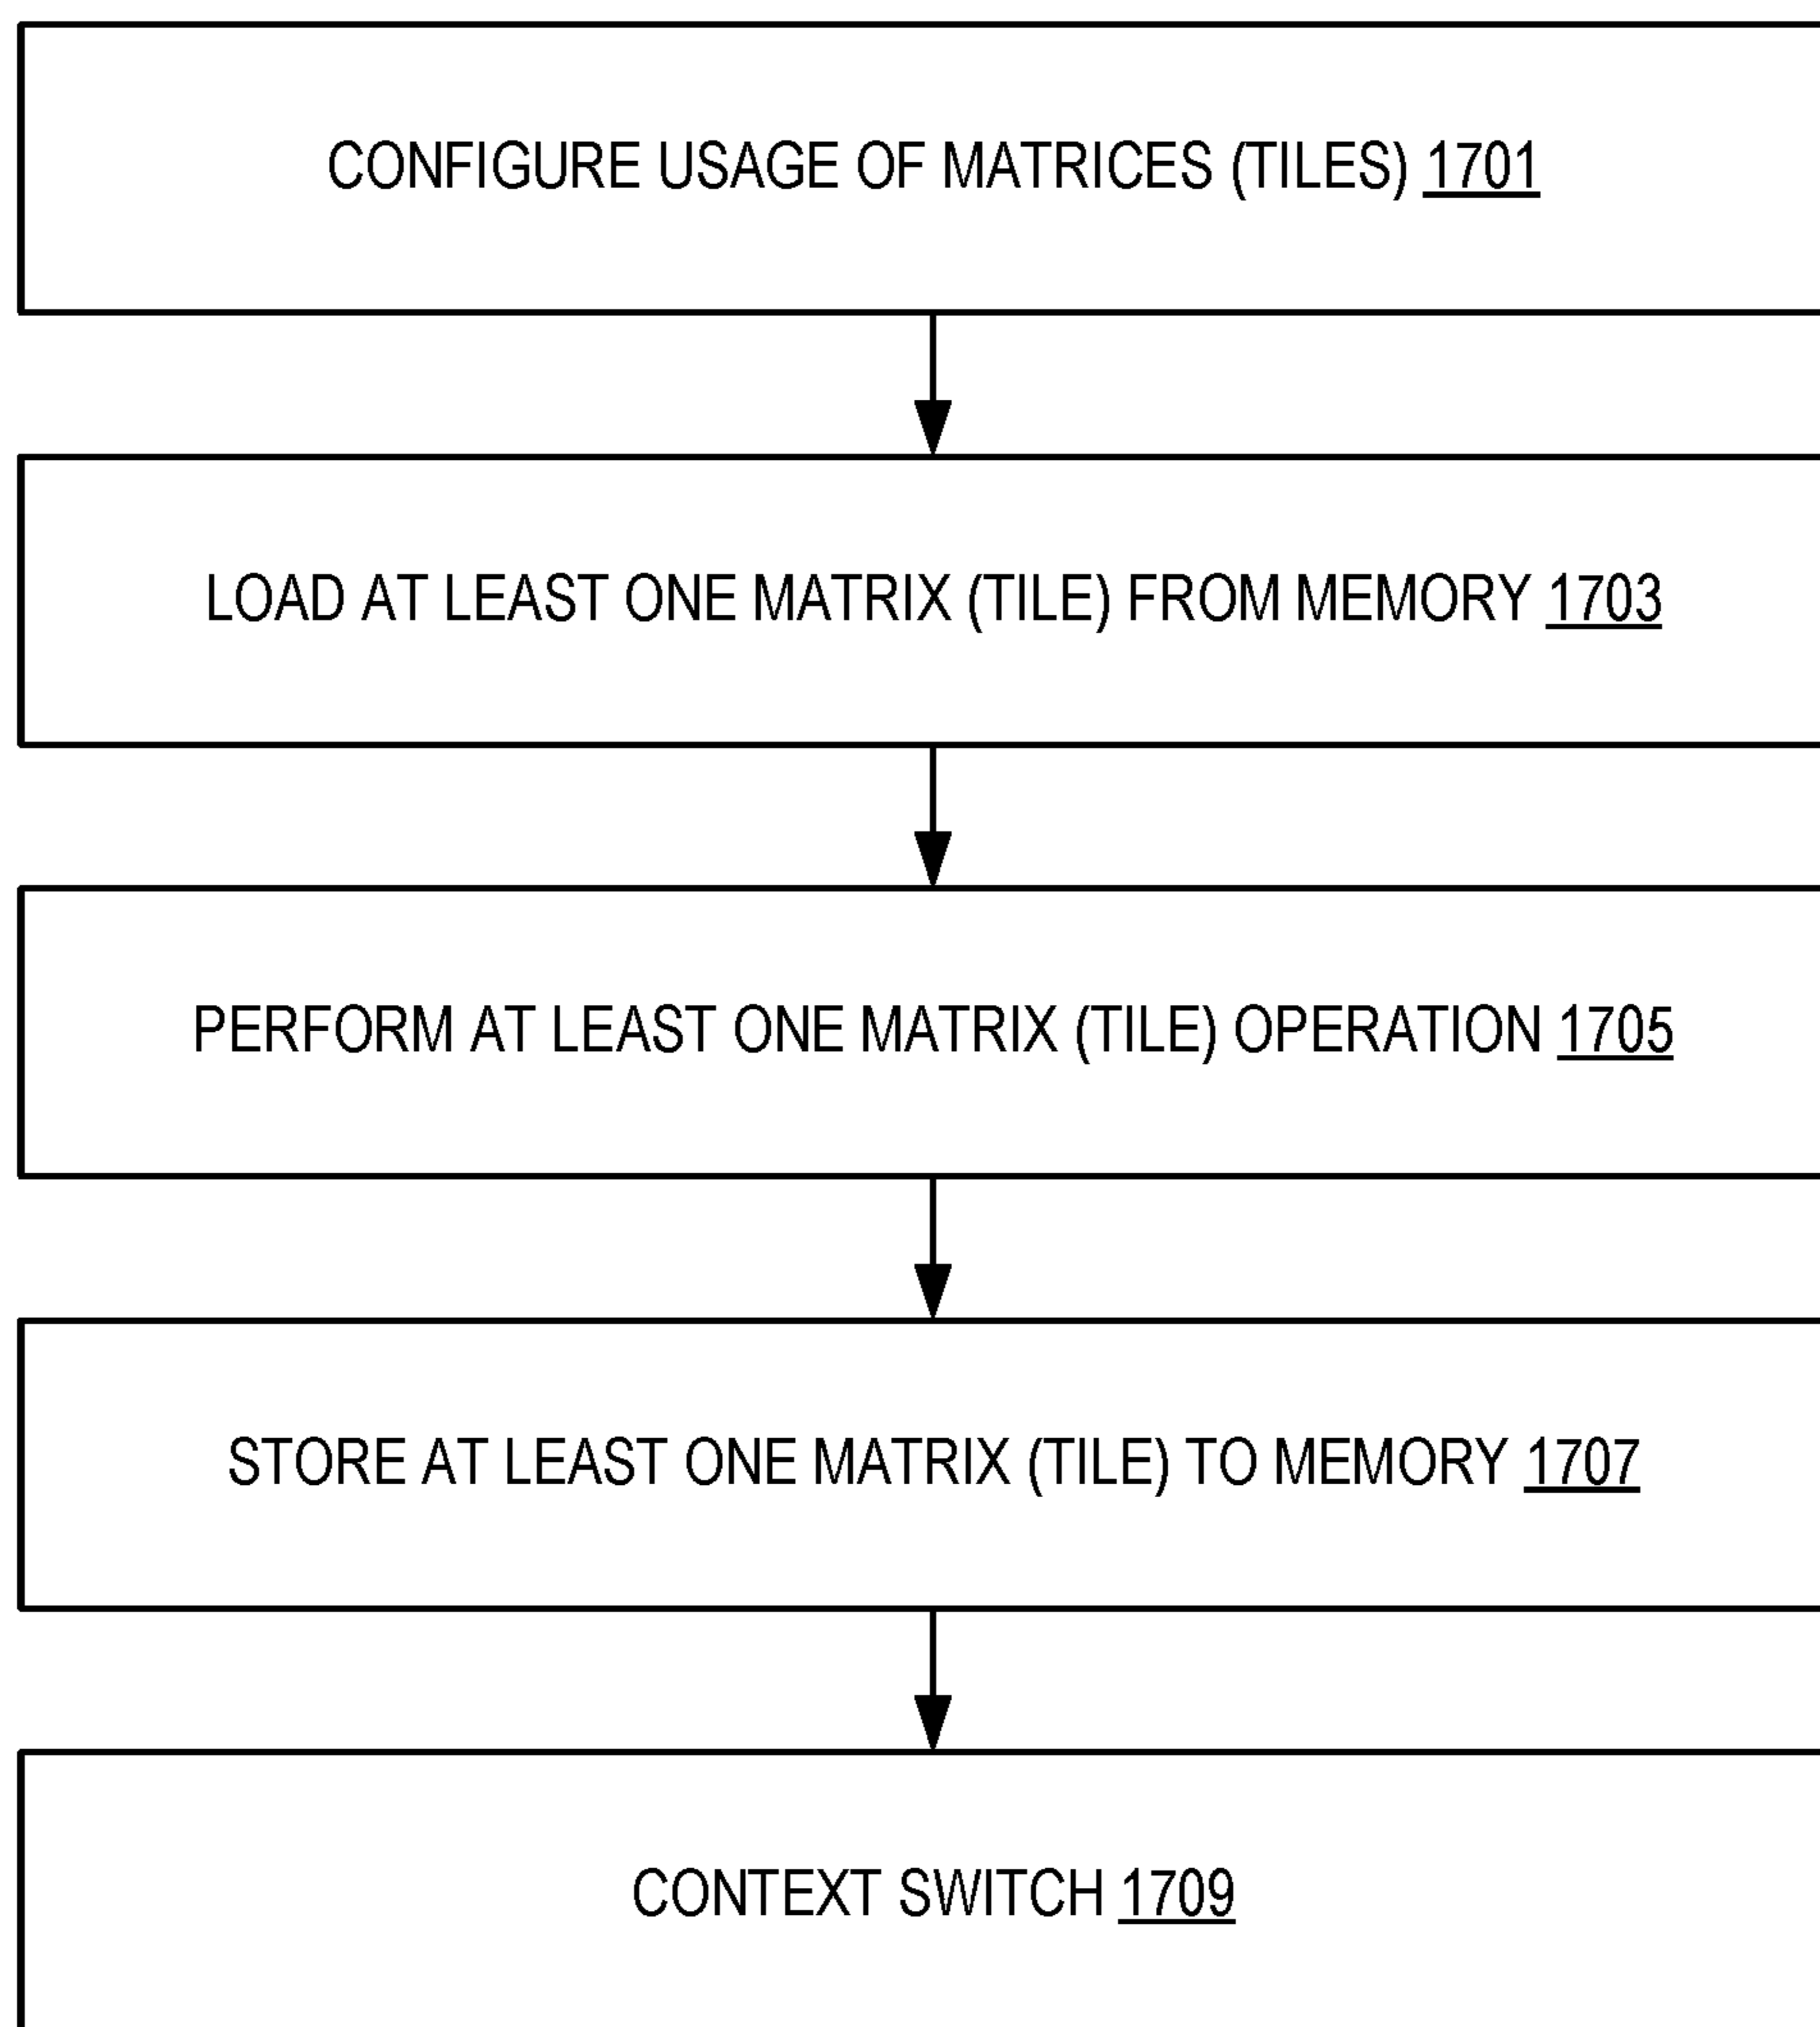 CONFIGURE USAGE OF MATRICES (TILES) 1701
LOAD AT LEAST ONE MATRIX (TILE) FROM MEMORY 1703
PERFORM AT LEAST ONE MATRIX (TILE) OPERATION 1705
STORE AT LEAST ONE MATRIX (TILE) TO MEMORY 1707
CONTEXT SWITCH 1709